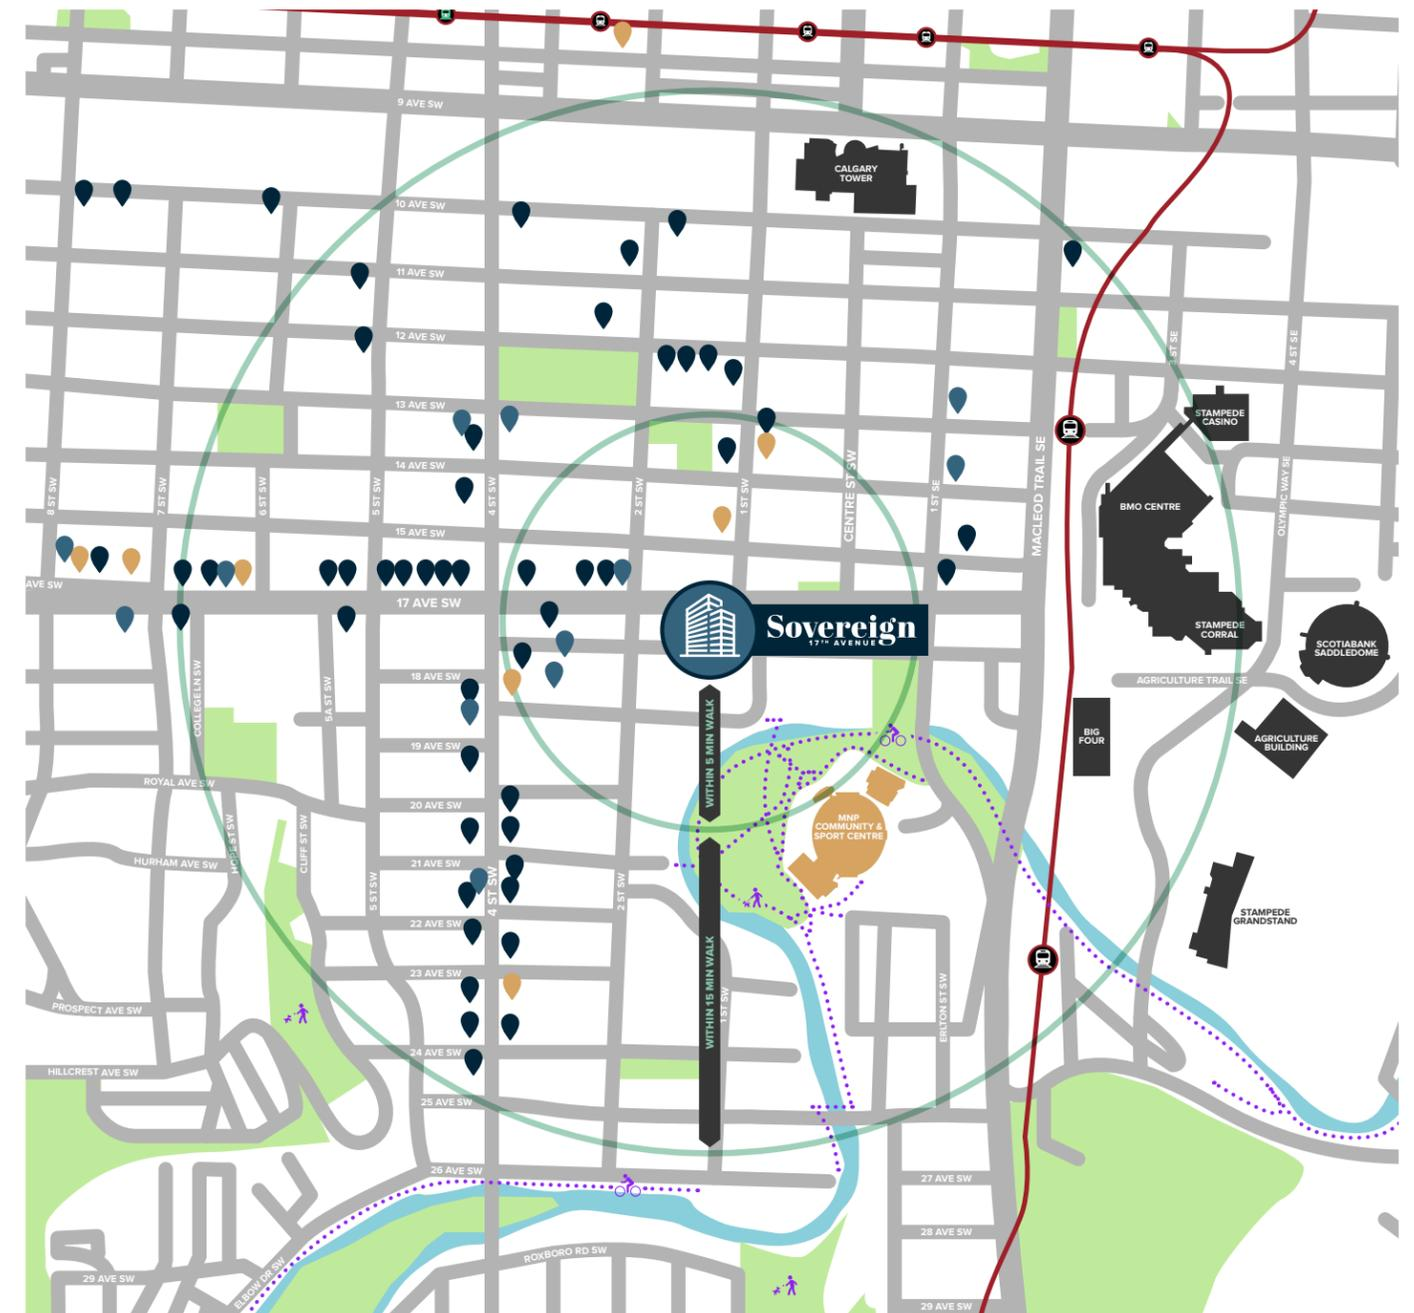 9 AVE SW
CALGARY
TOWER
10 AVE SW
11 AVE SW
12 AVE SW
3 ST SE
4 ST SE
13 AVE SW
STAMPEDE
CASINO
14 AVE SW
8 ST SW
7 ST SW
6 ST SW
5 ST SW
4 ST SW
2 ST SW
1 ST SW
CENTRE ST SW
1 ST SE
MACLEOD TRAIL SE
BMO CENTRE
OLYMPIC WAY SE
15 AVE SW
AVE SW
17 AVE SW
Sovereign
17TH AVENUE
STAMPEDE
CORRAL
SCOTIABANK
SADDLEDOME
18 AVE SW
AGRICULTURE TRAIL SE
COLLEGE LN SW
5A ST SW
WITHIN 5 MIN WALK
BIG
FOUR
AGRICULTURE
BUILDING
19 AVE SW
ROYAL AVE SW
20 AVE SW
MNP
COMMUNITY &
SPORT CENTRE
HOPE ST SW
CLIFF ST SW
HURHAM AVE SW
21 AVE SW
5 ST SW
4 ST SW
2 ST SW
22 AVE SW
STAMPEDE
GRANDSTAND
WITHIN 15 MIN WALK
23 AVE SW
1 ST SW
ERLTON ST SW
PROSPECT AVE SW
24 AVE SW
HILLCREST AVE SW
25 AVE SW
26 AVE SW
27 AVE SW
28 AVE SW
ROXBORO RD SW
ELBOW DR SW
29 AVE SW
29 AVE SW